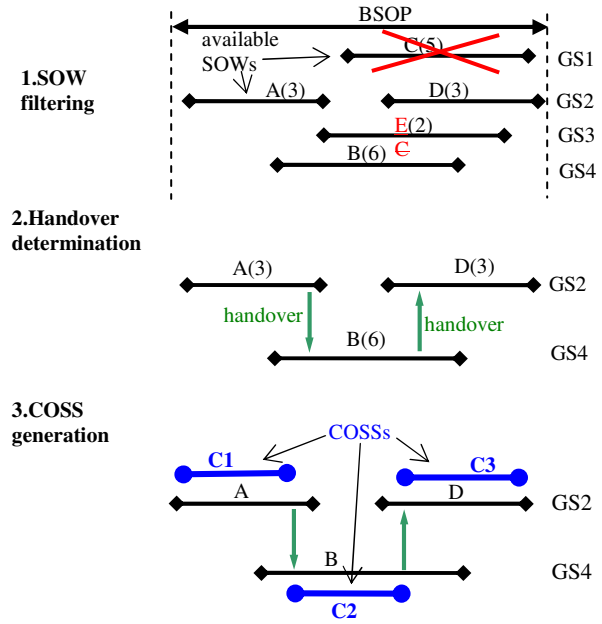 BSOP
available
SOWs
C(5)
GS1
1.SOW
filtering
A(3)
D(3)
GS2
E(2)
GS3
C
B(6)
GS4
2.Handover
determination
A(3)
D(3)
GS2
handover
handover
B(6)
GS4
3.COSS
generation
COSSs
C1
C3
A
D
GS2
B
GS4
C2